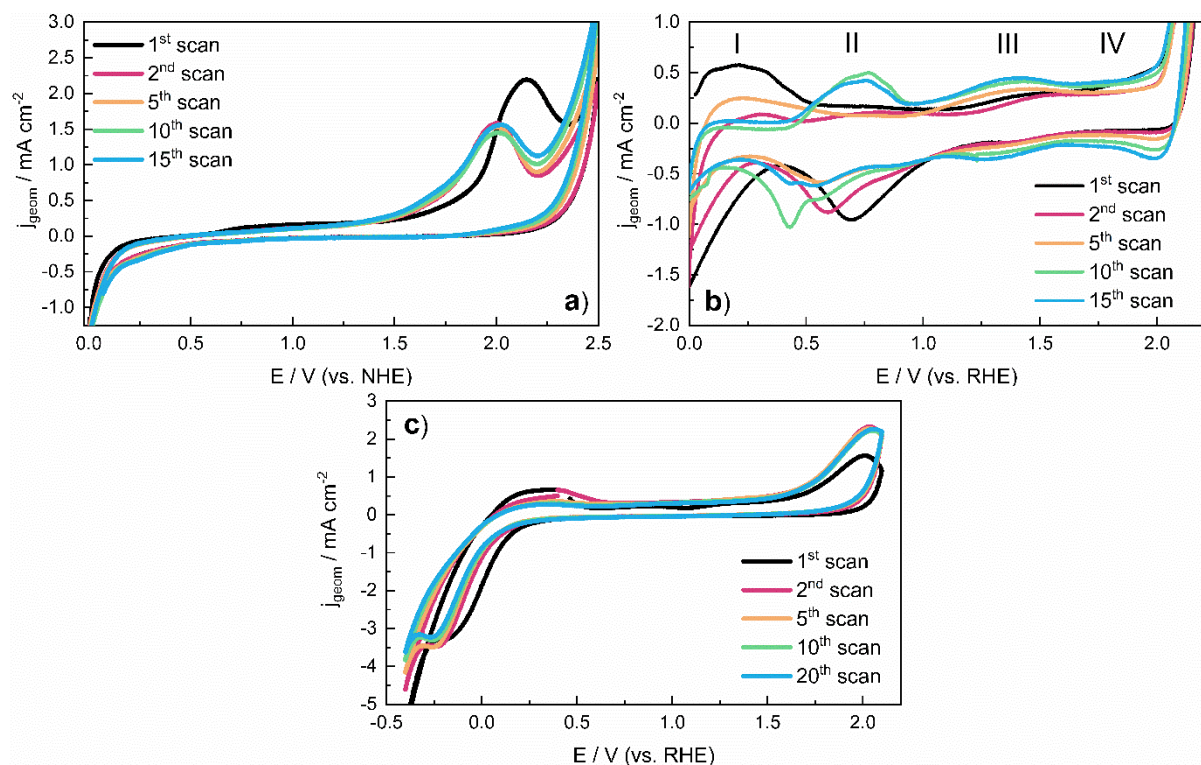 a)
3.0
2.5
2.0
1.5
1.0
0.5
0.0
-0.5
-1.0
j_geom / mA cm^-2
1st scan
2nd scan
5th scan
10th scan
15th scan
0.0 0.5 1.0 1.5 2.0 2.5
E / V (vs. NHE)
b)
1.0
0.5
0.0
-0.5
-1.0
-1.5
-2.0
j_geom / mA cm^-2
I II III IV
1st scan
2nd scan
5th scan
10th scan
15th scan
0.0 0.5 1.0 1.5 2.0
E / V (vs. RHE)
c)
3
2
1
0
-1
-2
-3
-4
-5
j_geom / mA cm^-2
1st scan
2nd scan
5th scan
10th scan
20th scan
-0.5 0.0 0.5 1.0 1.5 2.0
E / V (vs. RHE)